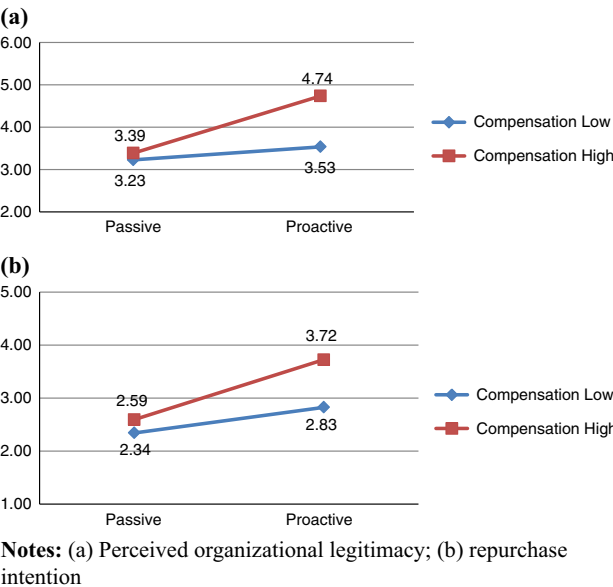 (a)
6.00
5.00
4.74
4.00
3.39
Compensation Low
Compensation High
3.00
3.23
3.53
2.00
Passive Proactive
(b)
5.00
4.00
3.72
3.00
2.59
Compensation Low
2.83
Compensation High
2.34
2.00
1.00
Passive Proactive
Notes: (a) Perceived organizational legitimacy; (b) repurchase
intention